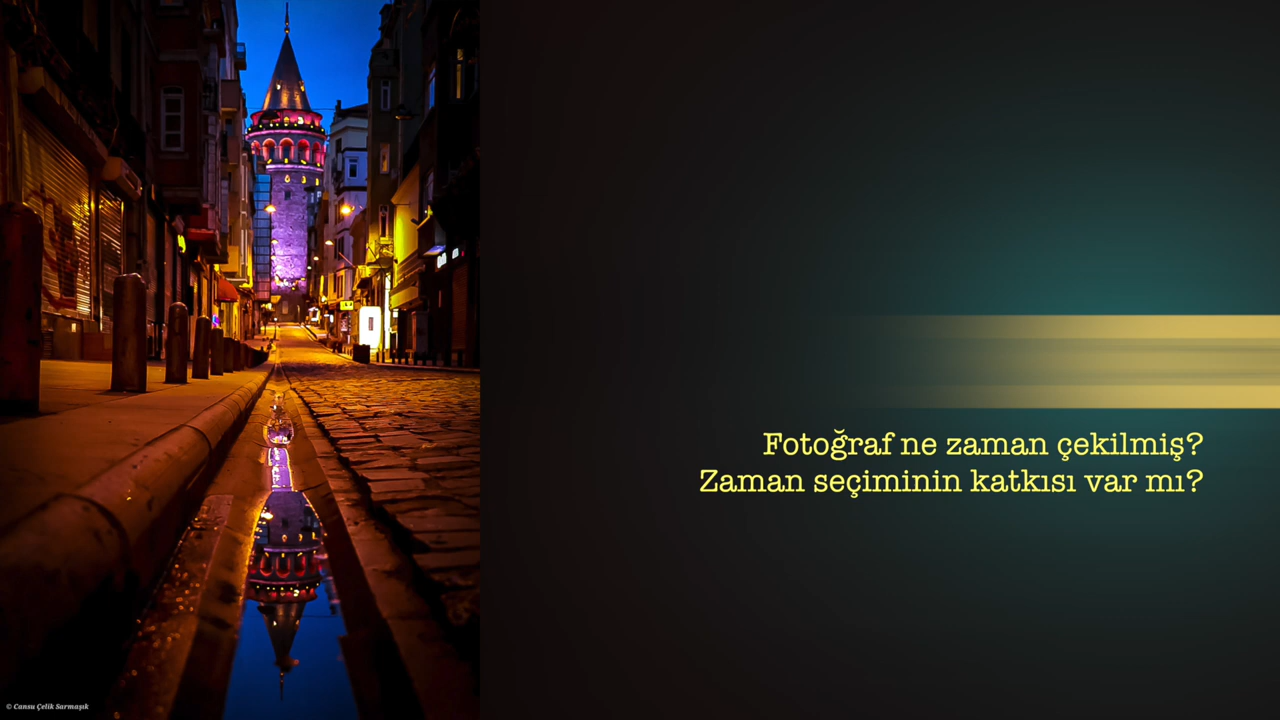 Fotoğraf ne zaman çekilmiş?
Zaman seçiminin katkısı var mı?
© Cansu Çelik Sarmaşık